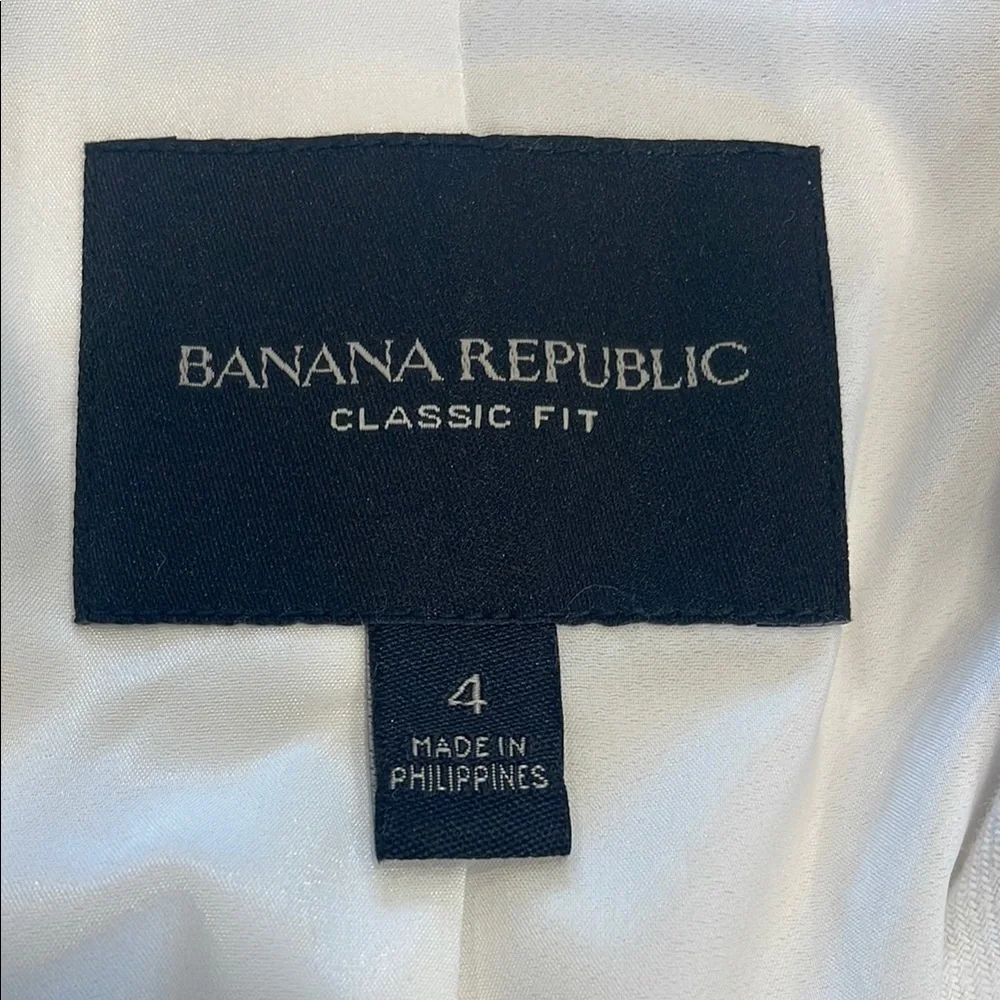 BANANA REPUBLIC
CLASSIC FIT
4
MADE IN
PHILIPPINES